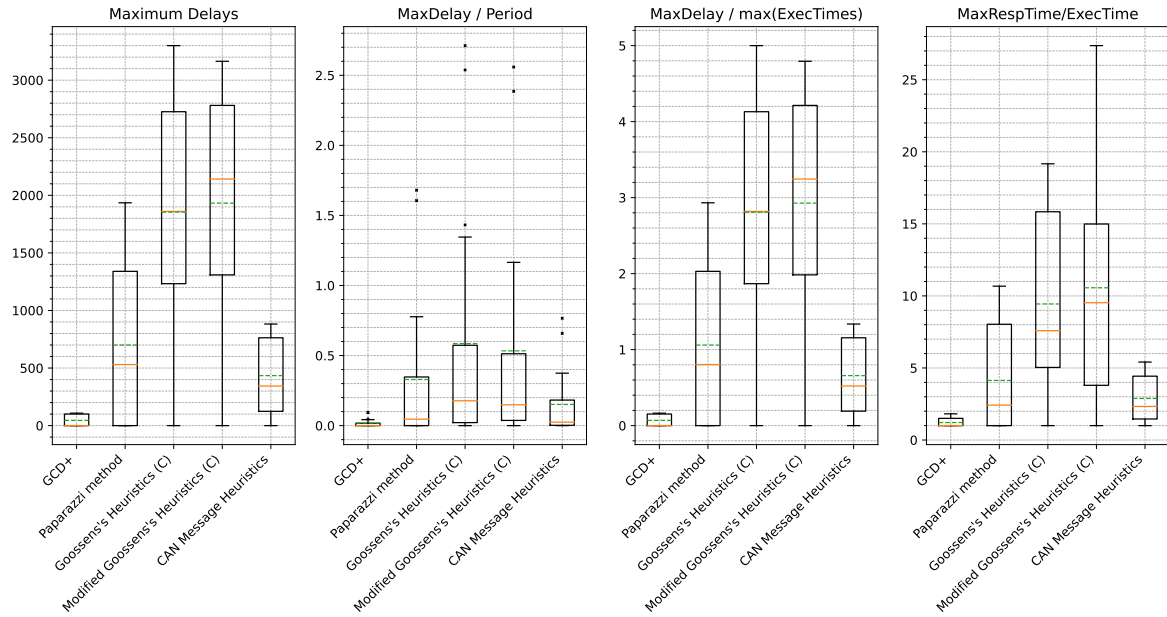 Maximum Delays
3000
2500
2000
1500
1000
500
0
GCD+
Paparazzi method
Goossens's Heuristics (C)
Modified Goossens's Heuristics (C)
CAN Message Heuristics
MaxDelay / Period
2.5
2.0
1.5
1.0
0.5
0.0
GCD+
Paparazzi method
Goossens's Heuristics (C)
Modified Goossens's Heuristics (C)
CAN Message Heuristics
MaxDelay / max(ExecTimes)
5
4
3
2
1
0
GCD+
Paparazzi method
Goossens's Heuristics (C)
Modified Goossens's Heuristics (C)
CAN Message Heuristics
MaxRespTime/ExecTime
25
20
15
10
5
0
GCD+
Paparazzi method
Goossens's Heuristics (C)
Modified Goossens's Heuristics (C)
CAN Message Heuristics